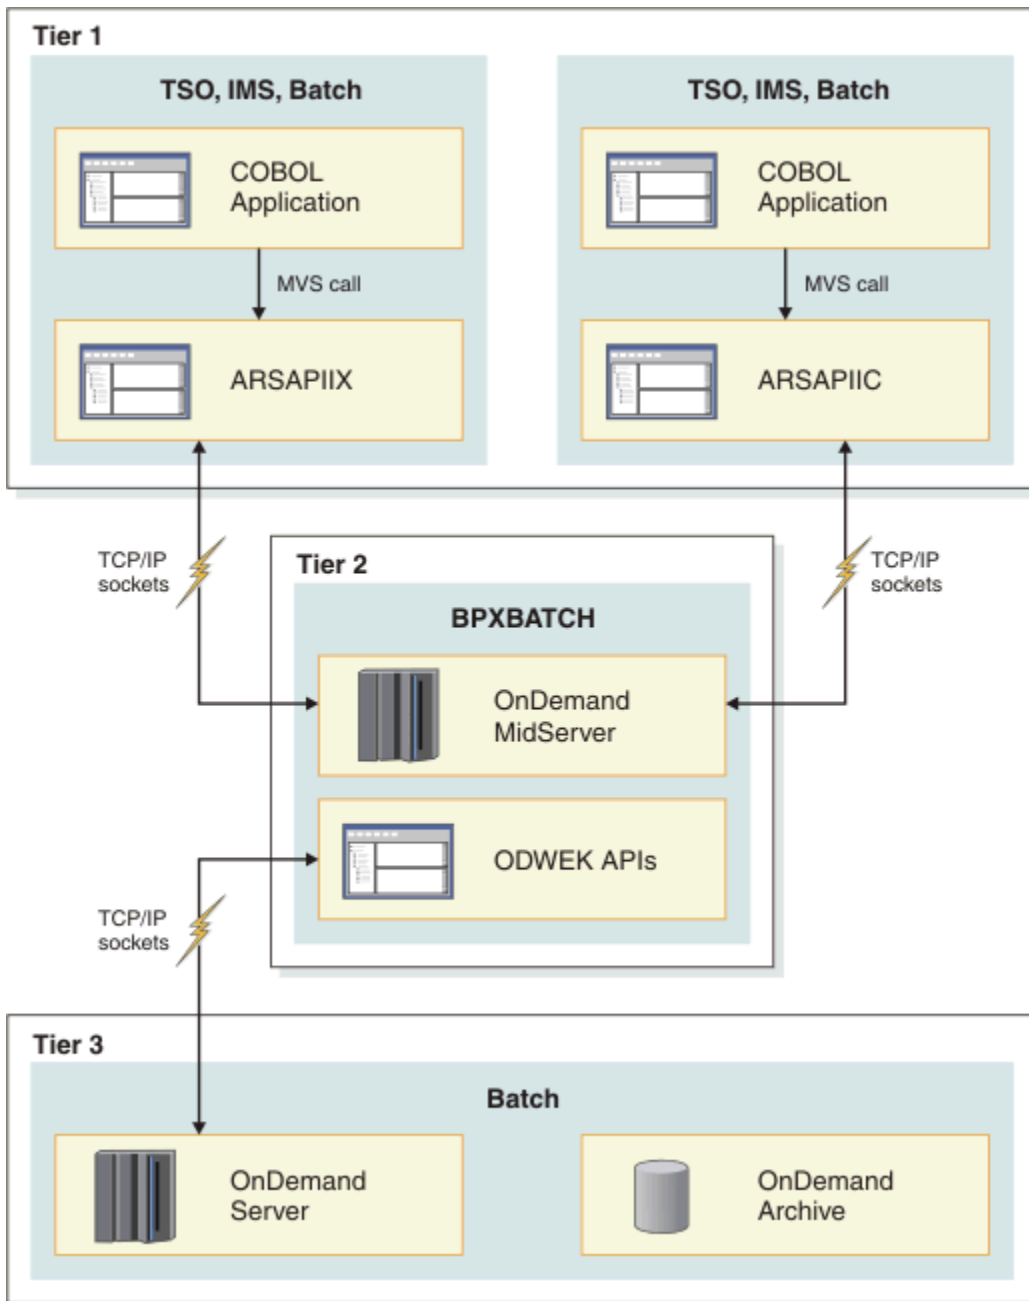 Tier 1
TSO, IMS, Batch
COBOL
Application
MVS call
ARSAPIIX
TSO, IMS, Batch
COBOL
Application
MVS call
ARSAPIIC
TCP/IP
sockets
TCP/IP
sockets
Tier 2
BPXBATCH
OnDemand
MidServer
ODWEK APIs
TCP/IP
sockets
Tier 3
Batch
OnDemand
Server
OnDemand
Archive